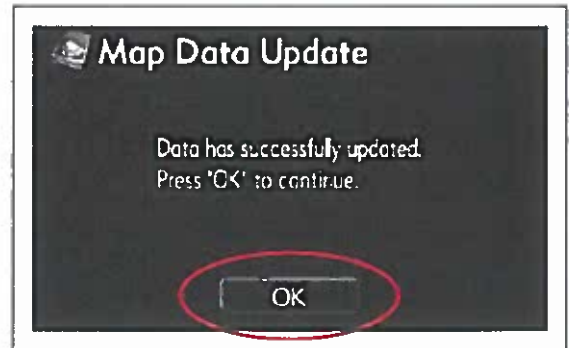 Map Data Update
Data has successfully updated.
Press "OK" to continue.
OK